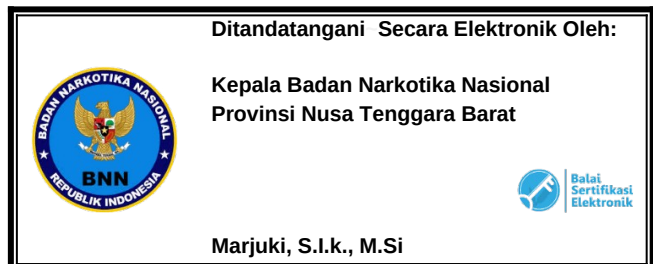 Ditandatangani Secara Elektronik Oleh:
Kepala Badan Narkotika Nasional
Provinsi Nusa Tenggara Barat
BADAN NARKOTIKA NASIONAL
BNN
REPUBLIK INDONESIA
Balai
Sertifikasi
Elektronik
Marjuki, S.I.k., M.Si